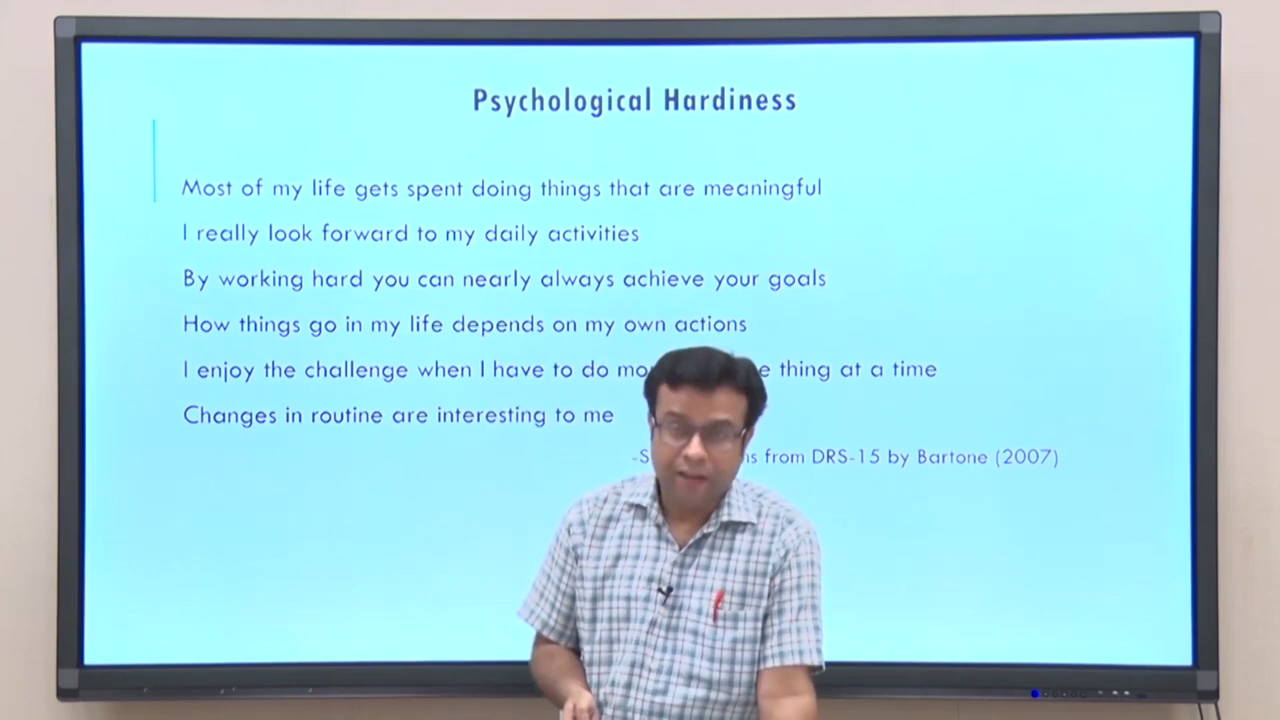 Psychological Hardiness
Most of my life gets spent doing things that are meaningful
I really look forward to my daily activities
By working hard you can nearly always achieve your goals
How things go in my life depends on my own actions
I enjoy the challenge when I have to do thing at a time
Changes in routine are interesting to me
from DRS-15 by Bartone (2007)